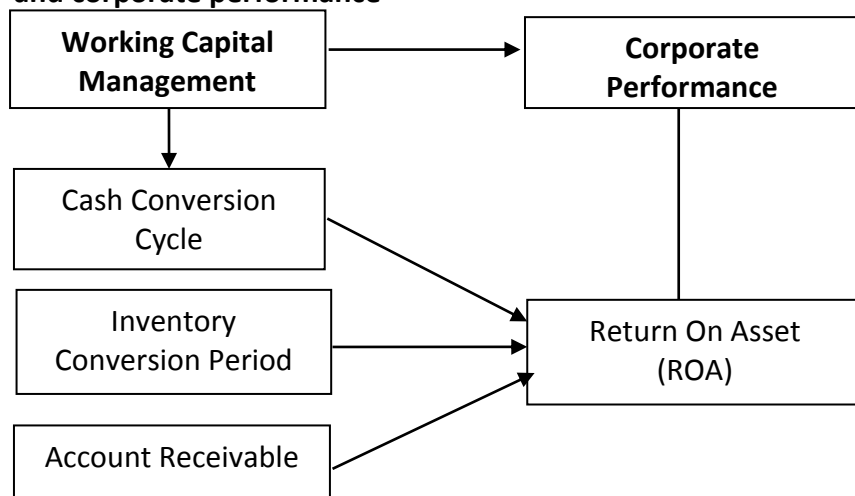 and corporate performance
Working Capital
Management
Corporate
Performance
Cash Conversion
Cycle
Inventory
Conversion Period
Return On Asset
(ROA)
Account Receivable